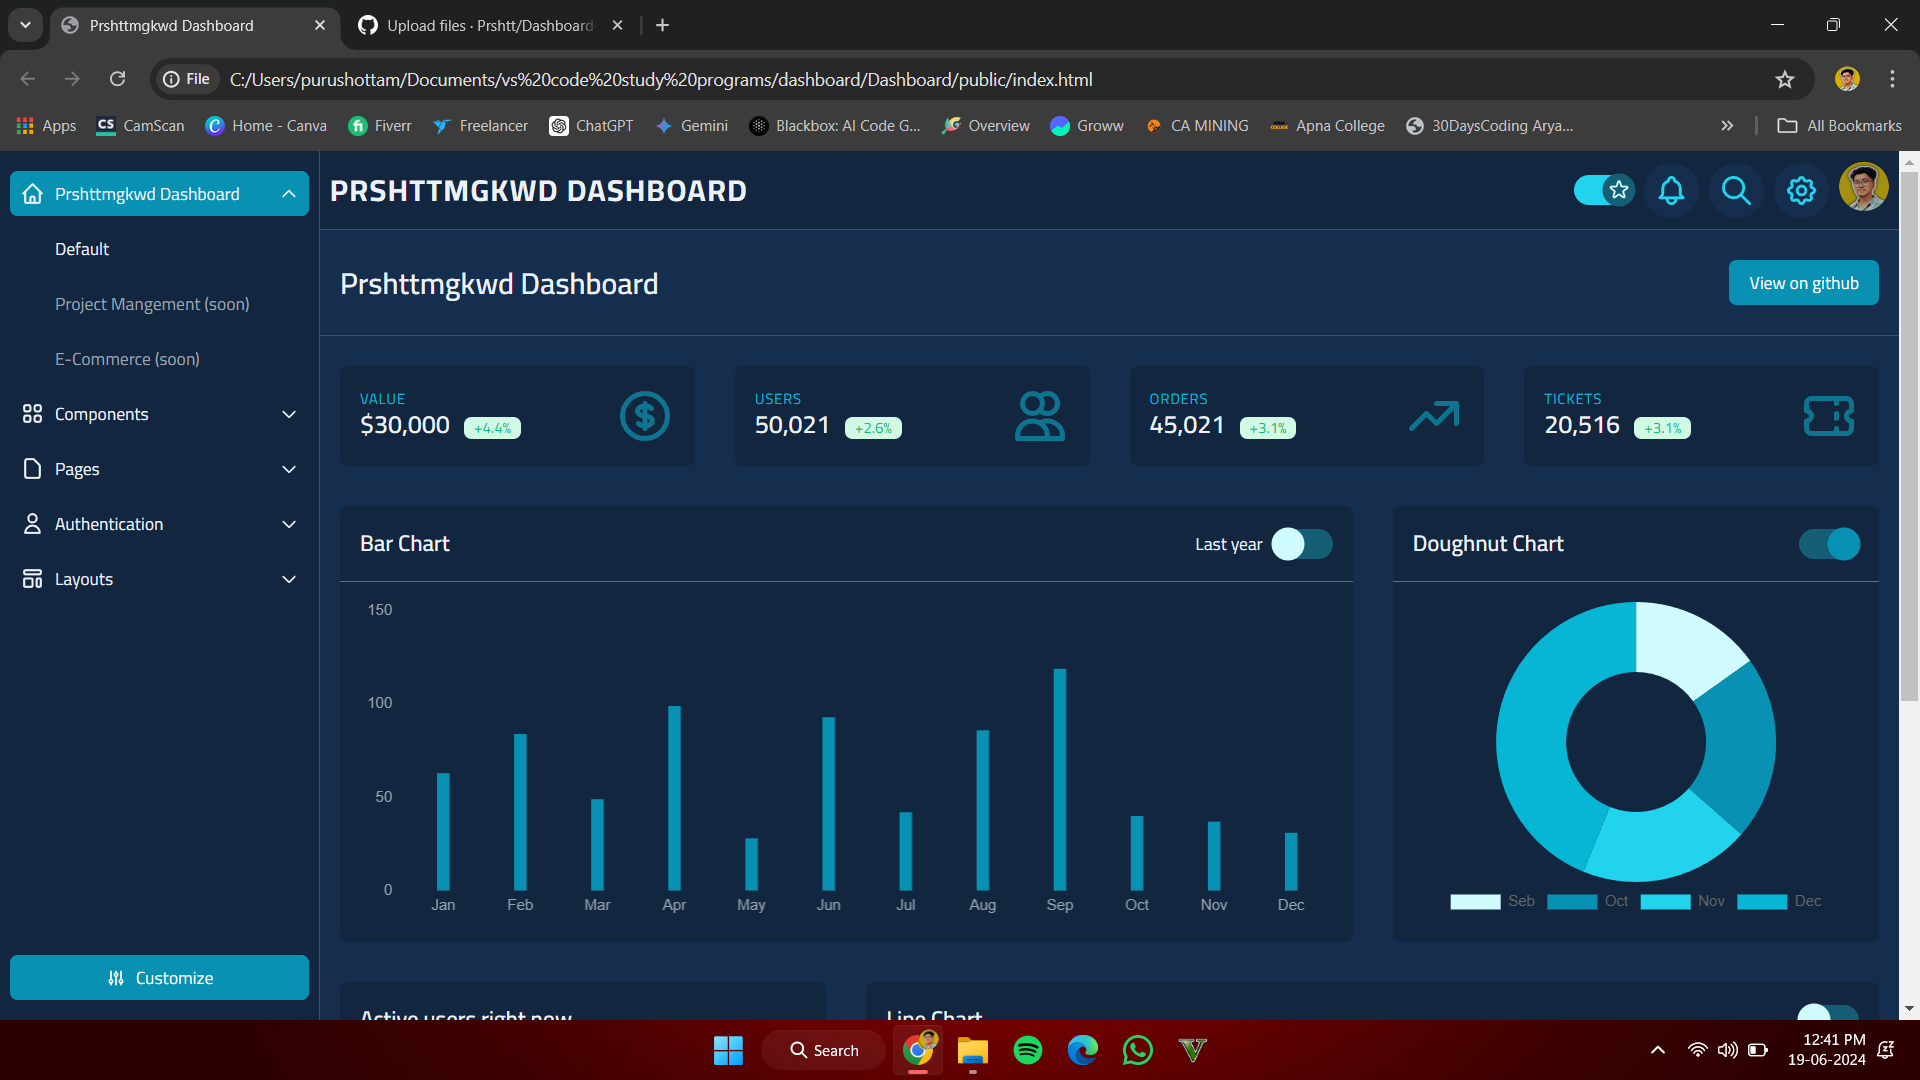 Prshttmgkwd Dashboard
Upload files · Prshtt/Dashboard
File
C:/Users/purushottam/Documents/vs%20code%20study%20programs/dashboard/Dashboard/public/index.html
Apps
CS CamScan
Home - Canva
Fiverr
Freelancer
ChatGPT
Gemini
Blackbox: AI Code G...
Overview
Groww
CA MINING
Apna College
30DaysCoding Arya...
All Bookmarks
Prshttmgkwd Dashboard
PRSHTTMGKWD DASHBOARD
Default
Project Mangement (soon)
E-Commerce (soon)
Components
Pages
Authentication
Layouts
Customize
Prshttmgkwd Dashboard
View on github
VALUE
$30,000 +4.4%
USERS
50,021 +2.6%
ORDERS
45,021 +3.1%
TICKETS
20,516 +3.1%
Bar Chart
Last year
150
100
50
0
Jan Feb Mar Apr May Jun Jul Aug Sep Oct Nov Dec
Doughnut Chart
Seb Oct Nov Dec
Active users right now
Line Chart
Search
12:41 PM
19-06-2024